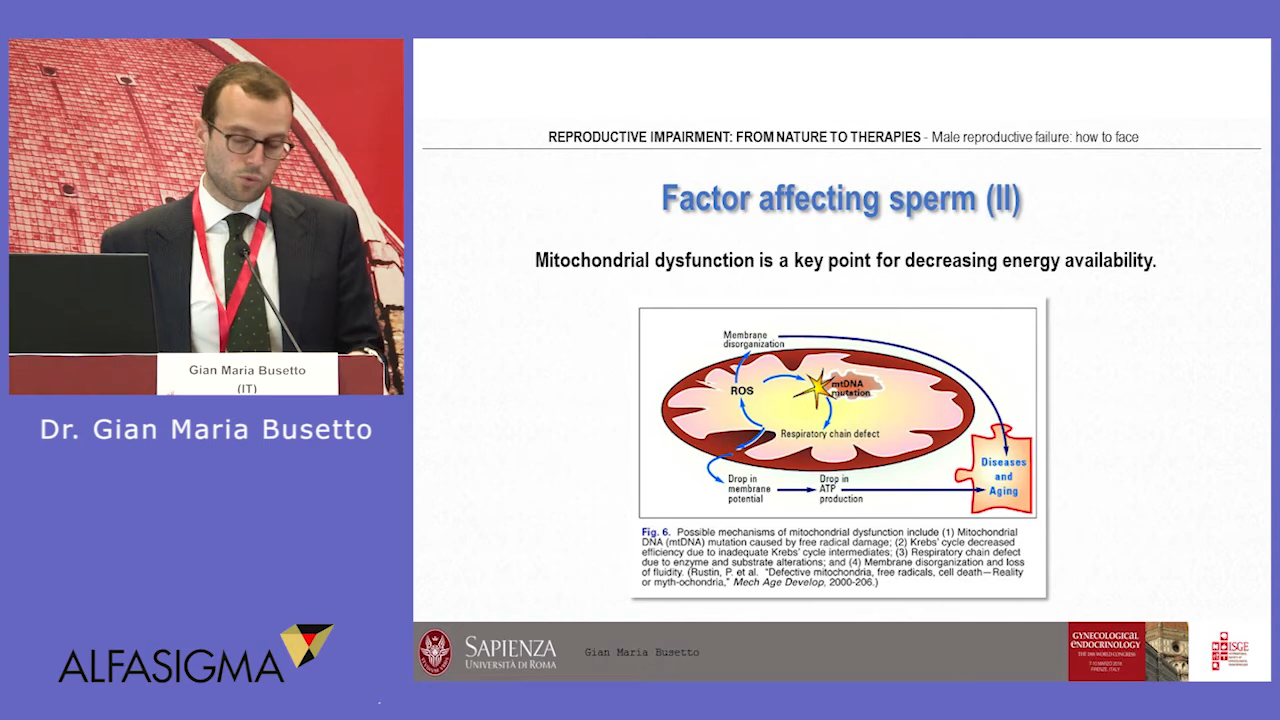 Gian Maria Busetto
(IT)
Dr. Gian Maria Busetto
ALFASIGMA
REPRODUCTIVE IMPAIRMENT: FROM NATURE TO THERAPIES - Male reproductive failure: how to face
Factor affecting sperm (II)
Mitochondrial dysfunction is a key point for decreasing energy availability.
Membrane
disorganization
ROS
mtDNA
mutation
Respiratory chain defect
Drop in
membrane
potential
Drop in
ATP
production
Diseases
and
Aging
Fig. 6. Possible mechanisms of mitochondrial dysfunction include (1) Mitochondrial
DNA (mtDNA) mutation caused by free radical damage; (2) Krebs' cycle decreased
efficiency due to inadequate Krebs' cycle intermediates; (3) Respiratory chain defect
due to enzyme and substrate alterations; and (4) Membrane disorganization and loss
of fluidity. (Rustin, P. et al. "Defective mitochondria, free radicals, cell death—Reality
or myth-ochondria," Mech Age Develop, 2000-206.)
SAPIENZA
UNIVERSITÀ DI ROMA
Gian Maria Busetto
GYNECOLOGICAL
ENDOCRINOLOGY
THE 18th WORLD CONGRESS
7-10 MARZO 2018
FIRENZE, ITALY
ISGE